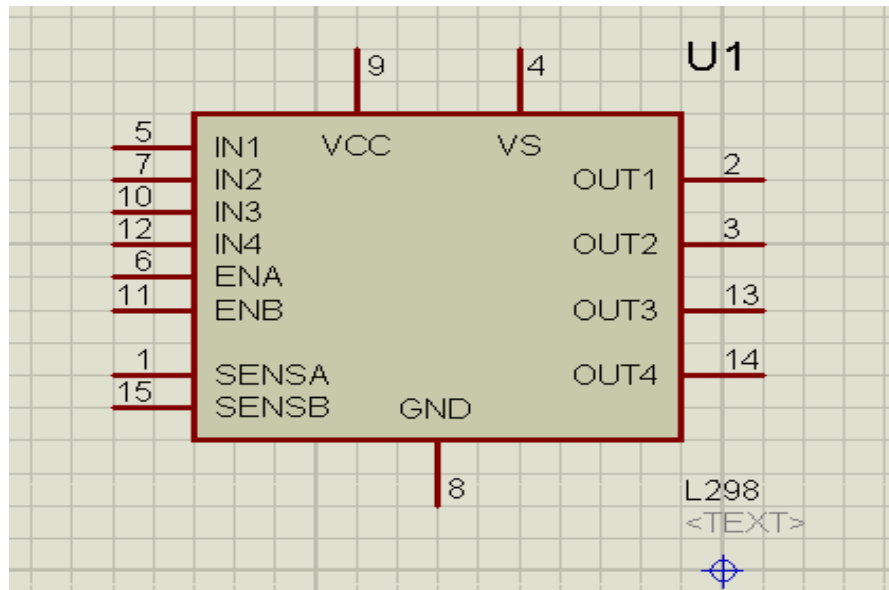 U1
9 4
5 IN1 VCC VS
7 IN2 OUT1 2
10 IN3
12 IN4 OUT2 3
6 ENA
11 ENB OUT3 13
1 SENSA OUT4 14
15 SENSB GND
8
L298
<TEXT>